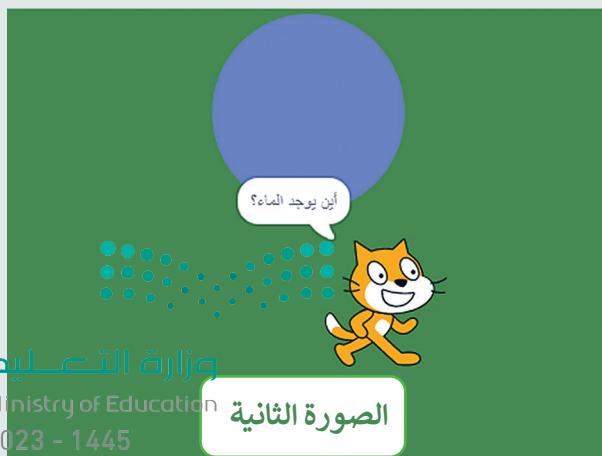 أين يوجد الماء؟
وزارة التعليم
Ministry of Education
2023 - 1445
الصورة الثانية